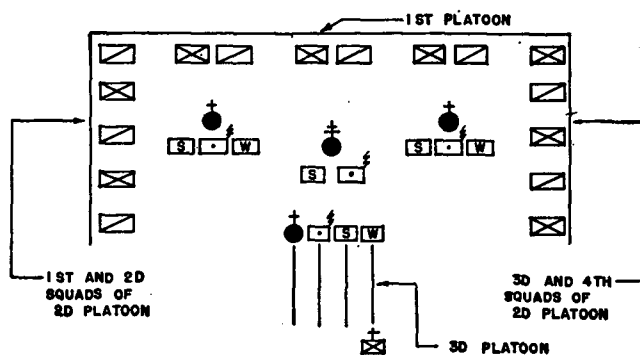 1ST PLATOON
S W
S W
S
S W
1ST AND 2D
SQUADS OF
2D PLATOON
3D AND 4TH
SQUADS OF
2D PLATOON
3D PLATOON